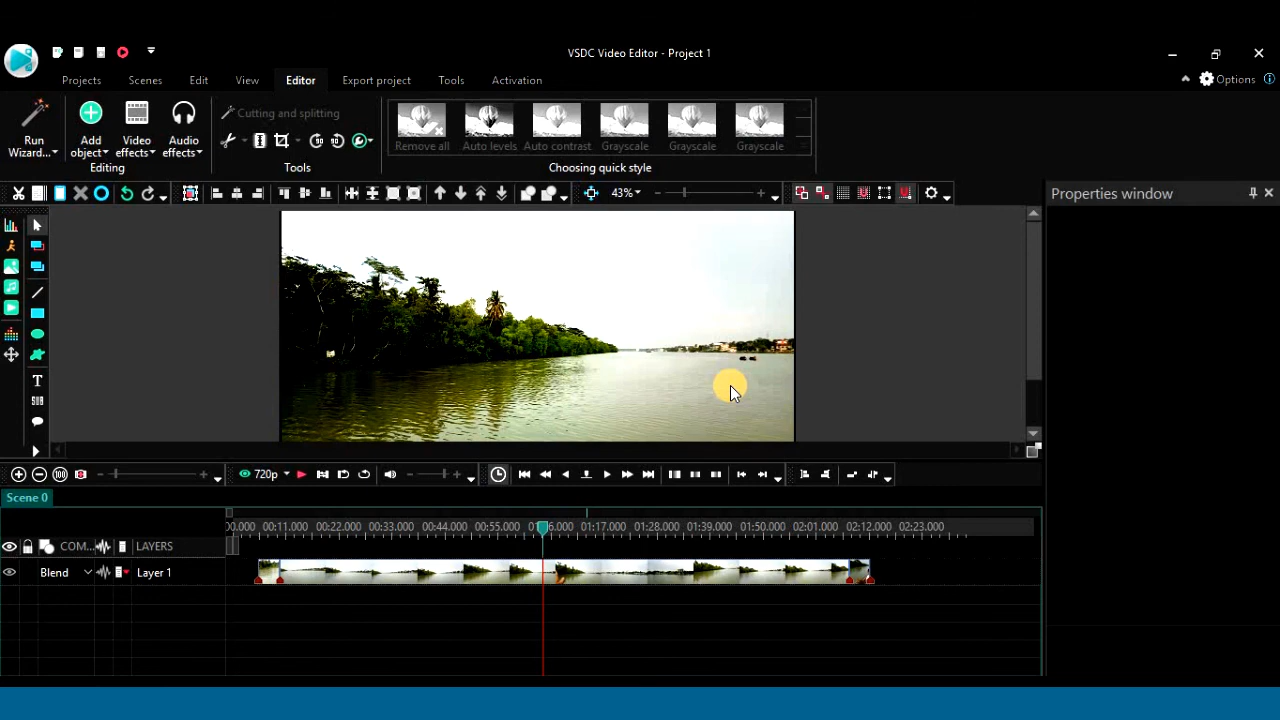 VSDC Video Editor - Project 1
Projects Scenes Edit View Editor Export project Tools Activation Options
Run Wizard... Add object Video effects Audio effects
Editing
Cutting and splitting
Tools
Remove all Auto levels Auto contrast Grayscale Grayscale Grayscale
Choosing quick style
43%
Properties window
720p
Scene 0
00.000 00:11.000 00:22.000 00:33.000 00:44.000 00:55.000 01:06.000 01:17.000 01:28.000 01:39.000 01:50.000 02:01.000 02:12.000 02:23.000
COM... LAYERS
Blend Layer 1